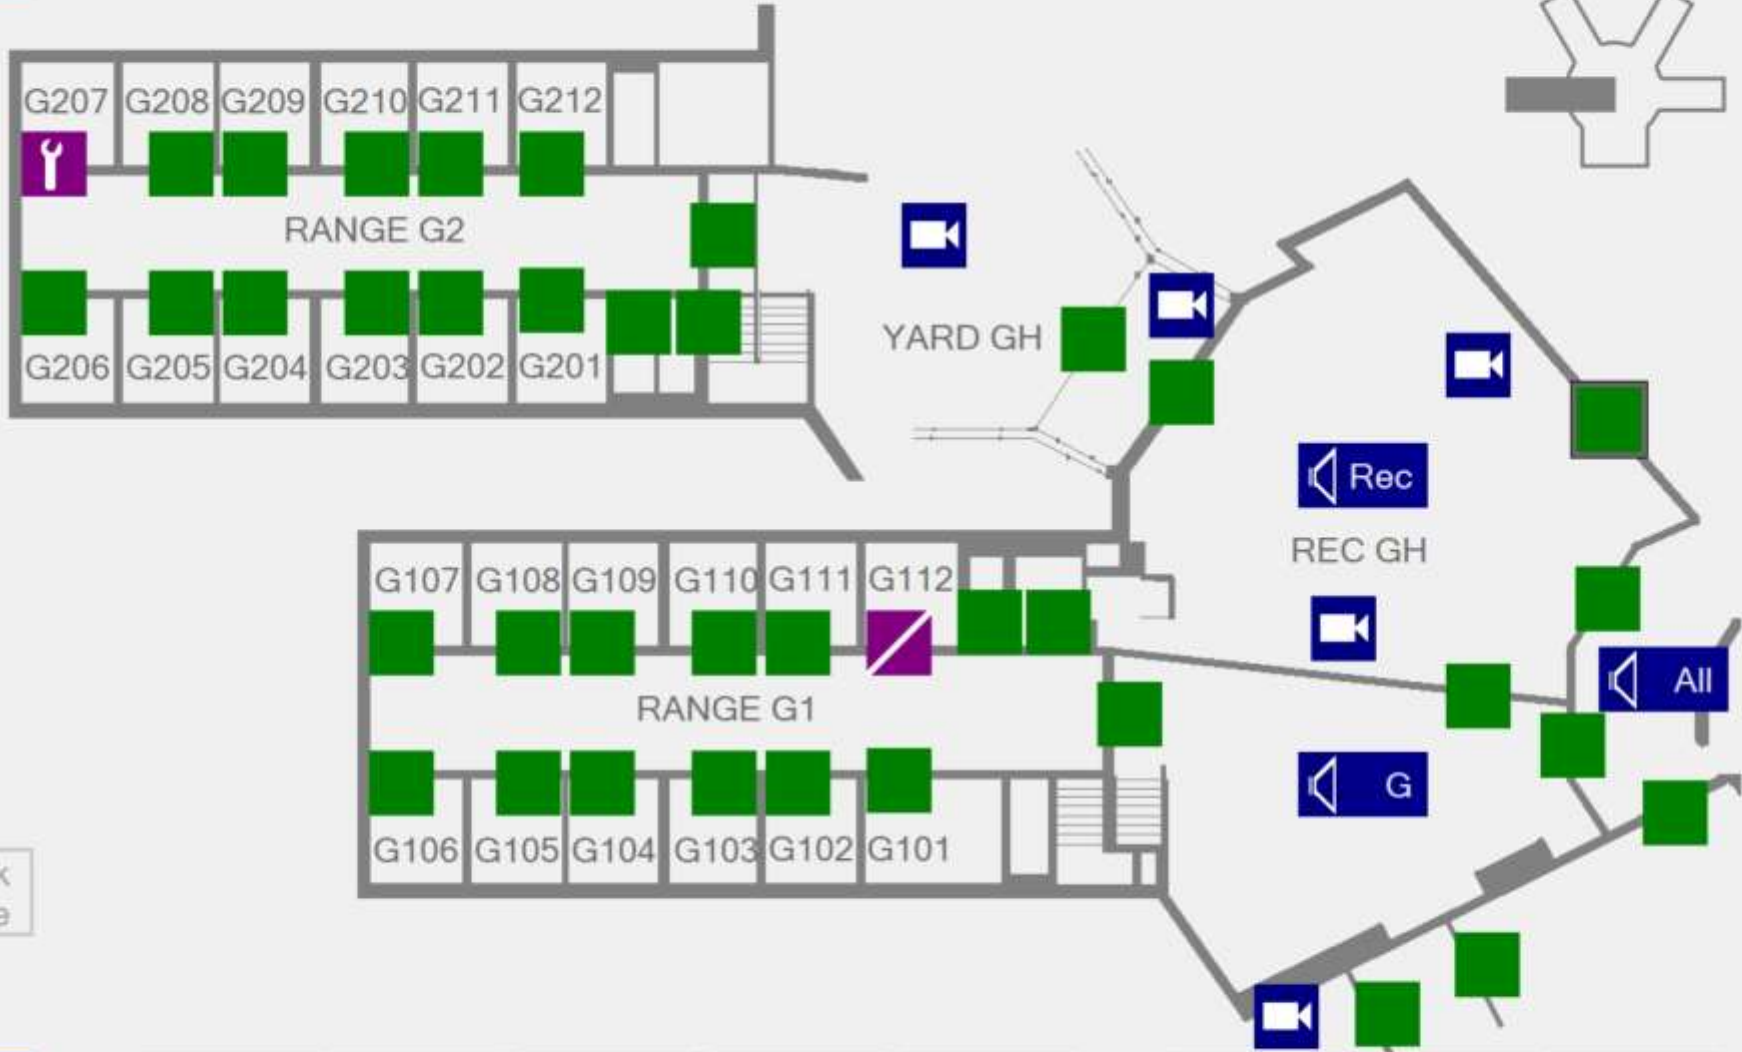 G207 G208 G209 G210 G211 G212
RANGE G2
G206 G205 G204 G203 G202 G201
YARD GH
Rec
REC GH
G107 G108 G109 G110 G111 G112
All
RANGE G1
G
G106 G105 G104 G103 G102 G101